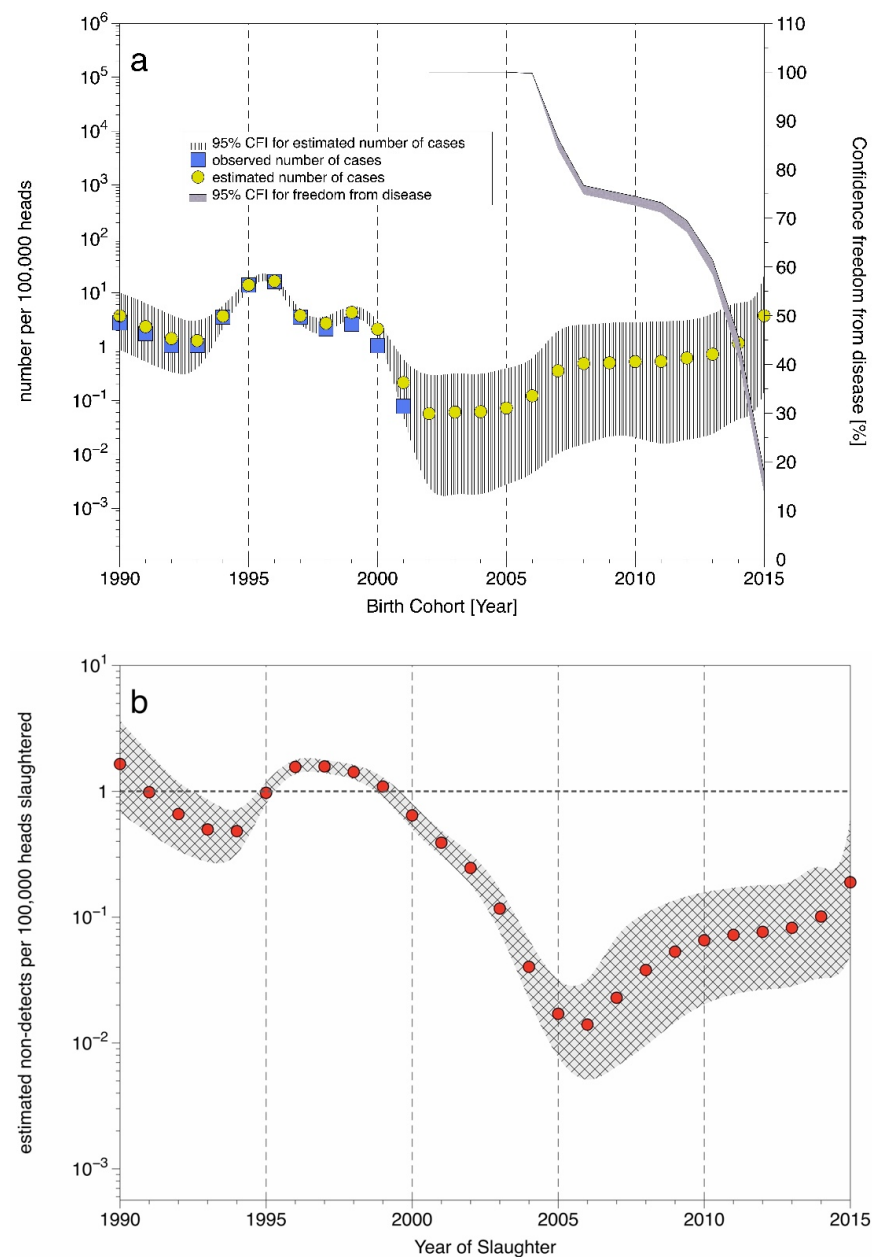 a
number per 100,000 heads
10^6
10^5
10^4
10^3
10^2
10^1
1
10^-1
10^-2
10^-3
95% CFI for estimated number of cases
observed number of cases
estimated number of cases
95% CFI for freedom from disease
110
100
90
80
70
60
50
40
30
20
10
0
Confidence freedom from disease [%]
1990 1995 2000 2005 2010 2015
Birth Cohort [Year]
b
estimated non-detects per 100,000 heads slaughtered
10^1
1
10^-1
10^-2
10^-3
1990 1995 2000 2005 2010 2015
Year of Slaughter